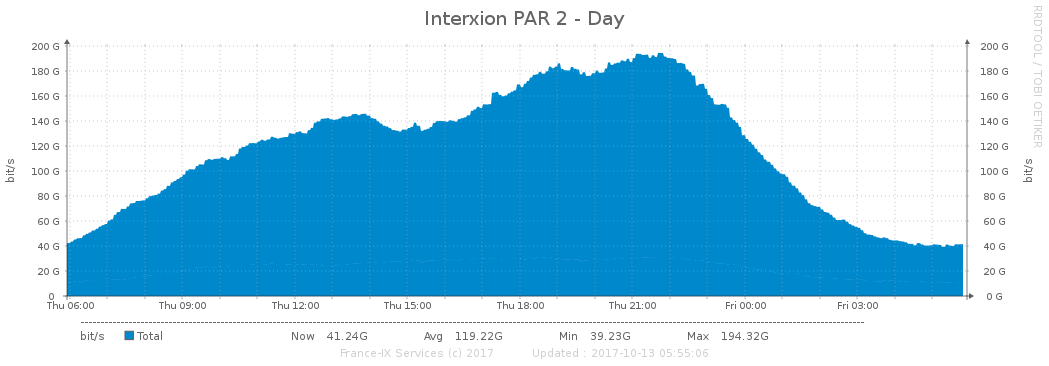 Interxion PAR 2 - Day
RRDTOOL / TOBI OETIKER
200 G 200 G
180 G 180 G
160 G 160 G
140 G 140 G
120 G 120 G
100 G 100 G
80 G 80 G
60 G 60 G
40 G 40 G
20 G 20 G
0 0 G
bit/s bit/s
Thu 06:00 Thu 09:00 Thu 12:00 Thu 15:00 Thu 18:00 Thu 21:00 Fri 00:00 Fri 03:00
bit/s Total Now 41.24G Avg 119.22G Min 39.23G Max 194.32G
France-IX Services (c) 2017 Updated : 2017-10-13 05:55:06